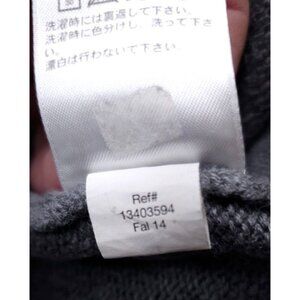 30
洗濯時には裏返して下さい。
洗濯時に色分けし、洗って下さい。
漂白は行わないで下さい。
Ref#
13403594
Fal 14